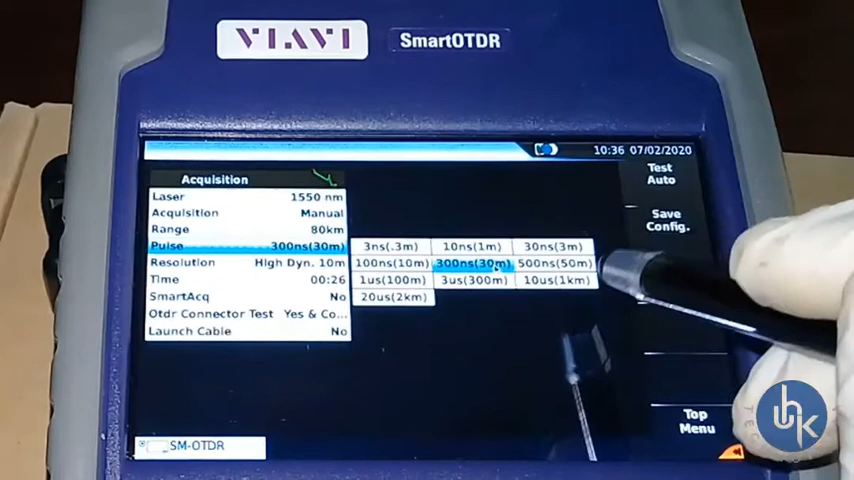 VIAVI
SmartOTDR
10:36 07/02/2020
Test
Auto
Save
Config.
Acquisition
Laser 1550 nm
Acquisition Manual
Range 80km
Pulse 300ns(30m)
Resolution High Dyn. 10m
Time 00:26
SmartAcq No
Otdr Connector Test Yes & Co...
Launch Cable No
3ns(.3m) 10ns(1m) 30ns(3m)
100ns(10m) 300ns(30m) 500ns(50m)
1us(100m) 3us(300m) 10us(1km)
20us(2km)
Top
Menu
SM-OTDR